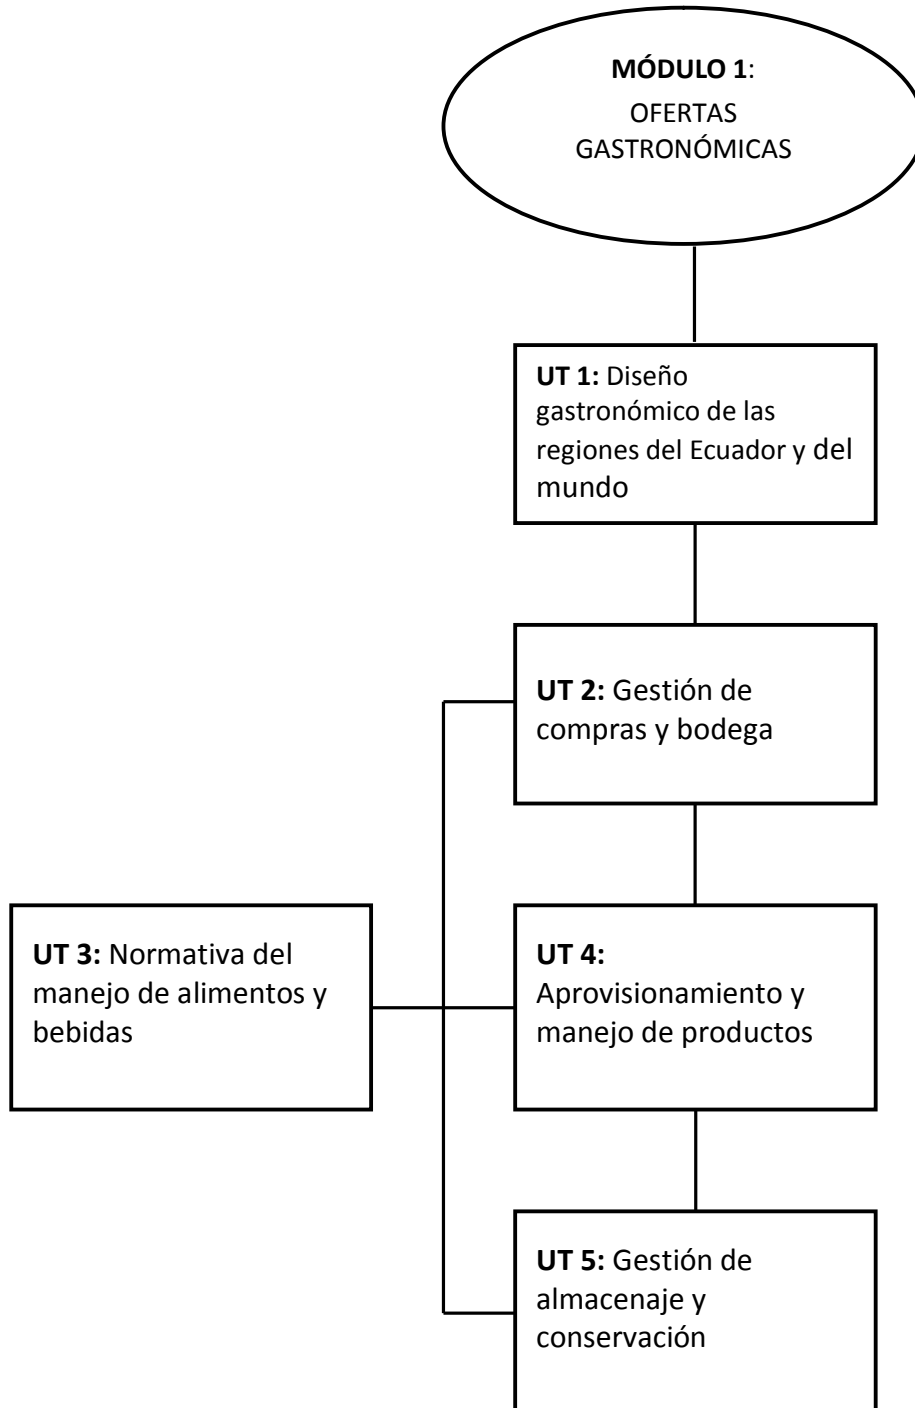 MÓDULO 1:
OFERTAS
GASTRONÓMICAS
UT 1: Diseño
gastronómico de las
regiones del Ecuador y del
mundo
UT 2: Gestión de
compras y bodega
UT 3: Normativa del
manejo de alimentos y
bebidas
UT 4:
Aprovisionamiento y
manejo de productos
UT 5: Gestión de
almacenaje y
conservación